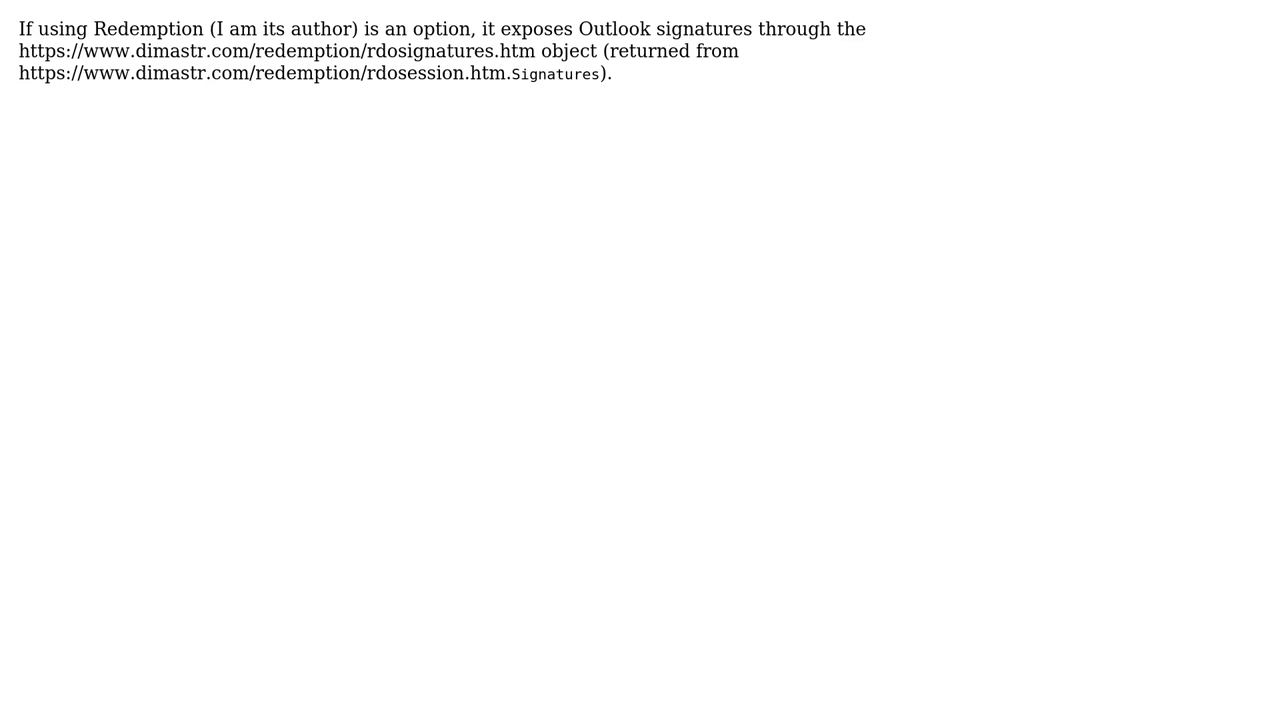 If using Redemption (I am its author) is an option, it exposes Outlook signatures through the
https://www.dimastr.com/redemption/rdosignatures.htm object (returned from
https://www.dimastr.com/redemption/rdosession.htm.Signatures).